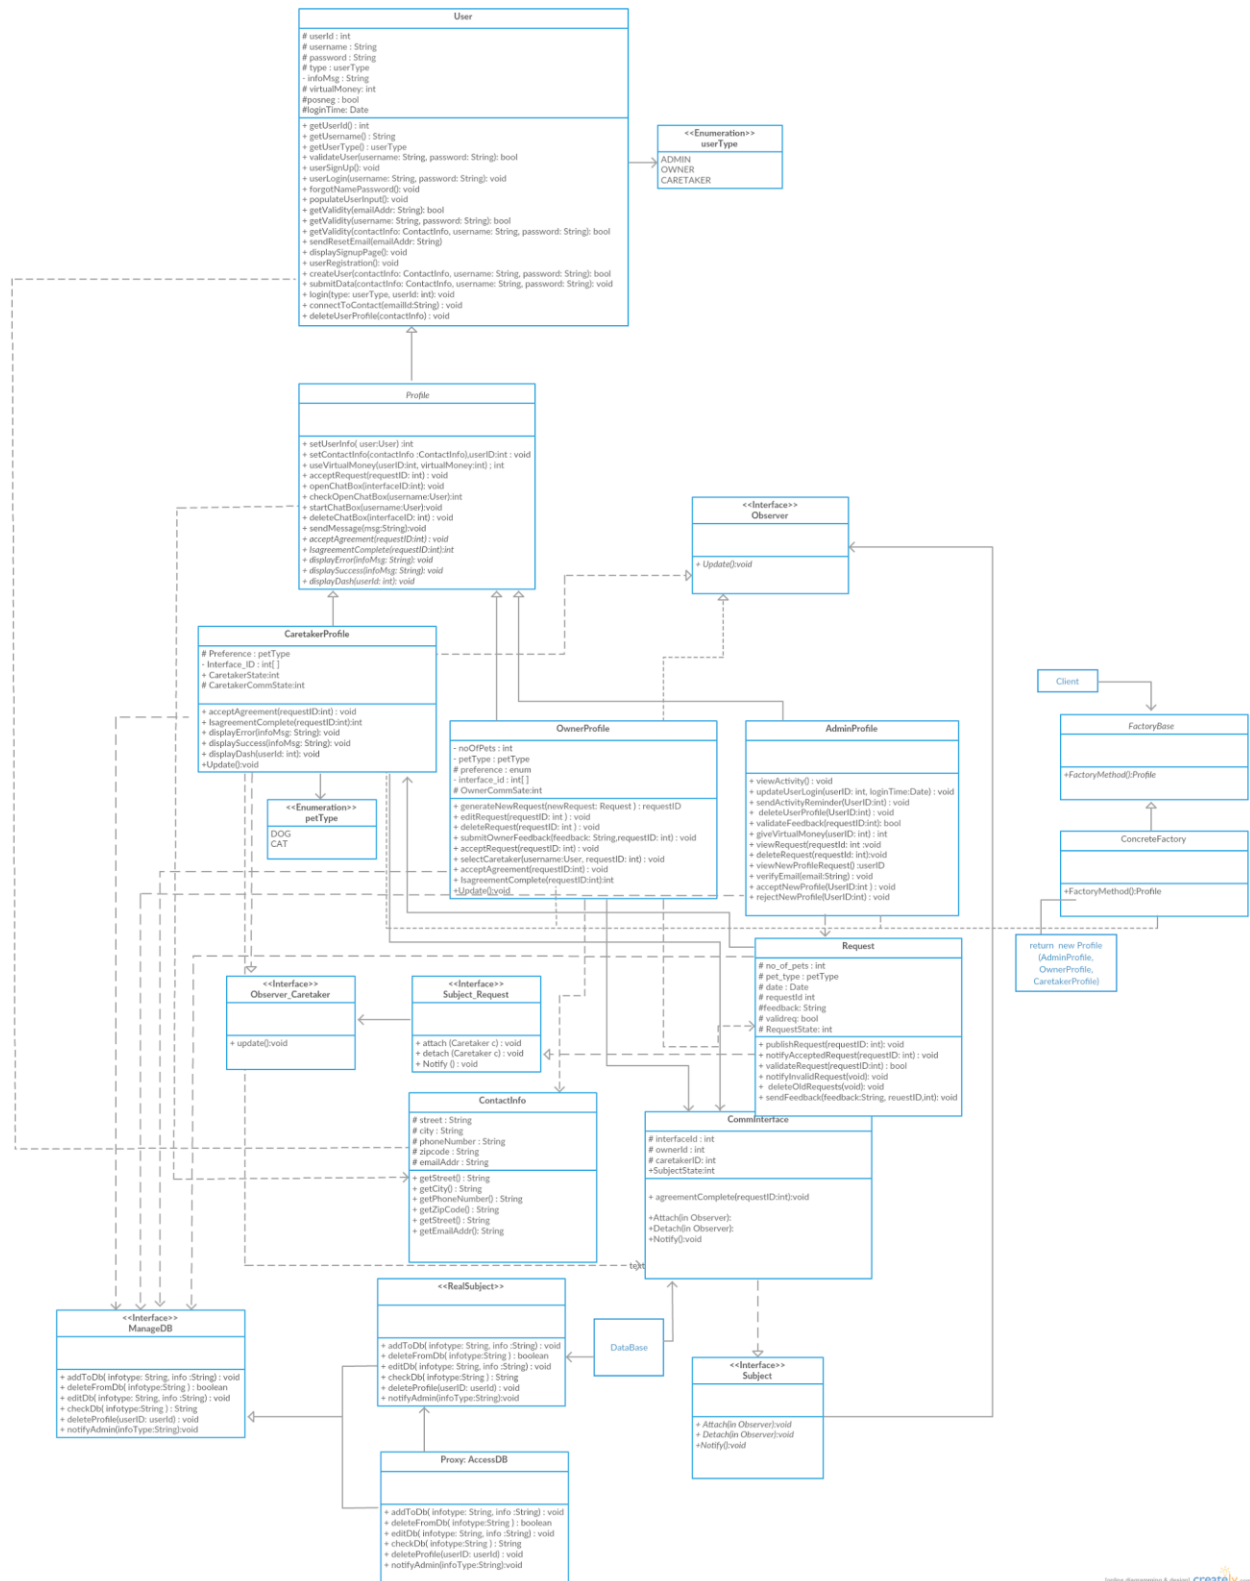 User
# userId : int
# username : String
# password : String
# type : userType
- infoMsg : String
# virtualMoney: int
#posneg : bool
#loginTime: Date
+ getUserId() : int
+ getUsername() : String
+ getUserType() : userType
+ validateUser(username: String, password: String): bool
+ userSignUp(): void
+ userLogin(username: String, password: String): void
+ forgotNamePassword(): void
+ populateUserInput(): void
+ getValidity(emailAddr: String): bool
+ getValidity(username: String, password: String): bool
+ getValidity(contactInfo: ContactInfo, username: String, password: String): bool
+ sendResetEmail(emailAddr: String)
+ displaySignupPage(): void
+ userRegistration(): void
+ createUser(contactInfo: ContactInfo, username: String, password: String): bool
+ submitData(contactInfo: ContactInfo, username: String, password: String): void
+ login(type: userType, userId: int): void
+ connectToContact(emailId:String) : void
+ deleteUserProfile(contactInfo) : void
<<Enumeration>>
userType
ADMIN
OWNER
CARETAKER
Profile
+ setUserInfo( user:User) :int
+ setContactInfo(contactInfo :ContactInfo),userID:int : void
+ useVirtualMoney(userID:int, virtualMoney:int) ; int
+ acceptRequest(requestID: int) : void
+ openChatBox(interfaceID:int): void
+ checkOpenChatBox(username:User):int
+ startChatBox(username:User):void
+ deleteChatBox(interfaceID: int) : void
+ sendMessage(msg:String):void
+ acceptAgreement(requestID:int) : void
+ IsagreementComplete(requestID:int):int
+ displayError(infoMsg: String): void
+ displaySuccess(infoMsg: String): void
+ displayDash(userId: int): void
<<Interface>>
Observer
+ Update():void
CaretakerProfile
# Preference : petType
- Interface_ID : int[ ]
+ CaretakerState:int
# CaretakerCommState:int
+ acceptAgreement(requestID:int) : void
+ IsagreementComplete(requestID:int):int
+ displayError(infoMsg: String): void
+ displaySuccess(infoMsg: String): void
+ displayDash(userId: int): void
+Update():void
<<Enumeration>>
petType
DOG
CAT
OwnerProfile
- noOfPets : int
- petType : petType
# preference : enum
- interface_id : int[ ]
# OwnerCommSate:int
+ generateNewRequest(newRequest: Request ) : requestID
+ editRequest(requestID: int ) : void
+ deleteRequest(requestID: int ) : void
+ submitOwnerFeedback(feedback: String,requestID: int) : void
+ acceptRequest(requestID: int) : void
+ selectCaretaker(username:User, requestID: int) : void
+ acceptAgreement(requestID:int) : void
+ IsagreementComplete(requestID:int):int
+Update():void
AdminProfile
+ viewActivity() : void
+ updateUserLogin(userID: int, loginTime:Date) : void
+ sendActivityReminder(UserID:int) : void
+ deleteUserProfile(UserID:int) : void
+ validateFeedback(requestID:int): bool
+ giveVirtualMoney(userID: int) : int
+ viewRequest(requestId: int :void
+ deleteRequest(requestId: int):void
+ viewNewProfileRequest() :userID
+ verifyEmail(email:String) : void
+ acceptNewProfile(UserID:int ) : void
+ rejectNewProfile(UserID:int) : void
Client
FactoryBase
+FactoryMethod():Profile
ConcreteFactory
+FactoryMethod():Profile
return new Profile
(AdminProfile,
OwnerProfile,
CaretakerProfile)
<<Interface>>
Observer_Caretaker
+ update():void
<<Interface>>
Subject_Request
+ attach (Caretaker c) : void
+ detach (Caretaker c) : void
+ Notify () : void
Request
# no_of_pets : int
# pet_type : petType
# date : Date
# requestId int
#feedback: String
# validreq: bool
# RequestState: int
+ publishRequest(requestID: int): void
+ notifyAcceptedRequest(requestID: int) : void
+ validateRequest(requestID:int) : bool
+ notifyInvalidRequest(void): void
+ deleteOldRequests(void): void
+ sendFeedback(feedback:String, reuestID,int): void
ContactInfo
# street : String
# city : String
# phoneNumber : String
# zipcode : String
# emailAddr : String
+ getStreet() : String
+ getCity() : String
+ getPhoneNumber() : String
+ getZipCode() : String
+ getStreet() : String
+ getEmailAddr(): String
CommInterface
# interfaceId : int
# ownerId : int
# caretakerID: int
+SubjectState:int
+ agreementComplete(requestID:int):void
+Attach(in Observer):
+Detach(in Observer):
+Notify():void
text
<<Interface>>
ManageDB
+ addToDb( infotype: String, info :String) : void
+ deleteFromDb( infotype:String ) : boolean
+ editDb( infotype: String, info :String) : void
+ checkDb( infotype:String ) : String
+ deleteProfile(userID: userId) : void
+ notifyAdmin(infoType:String):void
<<RealSubject>>
+ addToDb( infotype: String, info :String) : void
+ deleteFromDb( infotype:String ) : boolean
+ editDb( infotype: String, info :String) : void
+ checkDb( infotype:String ) : String
+ deleteProfile(userID: userId) : void
+ notifyAdmin(infoType:String):void
DataBase
<<Interface>>
Subject
+ Attach(in Observer):void
+ Detach(in Observer):void
+Notify():void
Proxy: AccessDB
+ addToDb( infotype: String, info :String) : void
+ deleteFromDb( infotype:String ) : boolean
+ editDb( infotype: String, info :String) : void
+ checkDb( infotype:String ) : String
+ deleteProfile(userID: userId) : void
+ notifyAdmin(infoType:String):void
creately